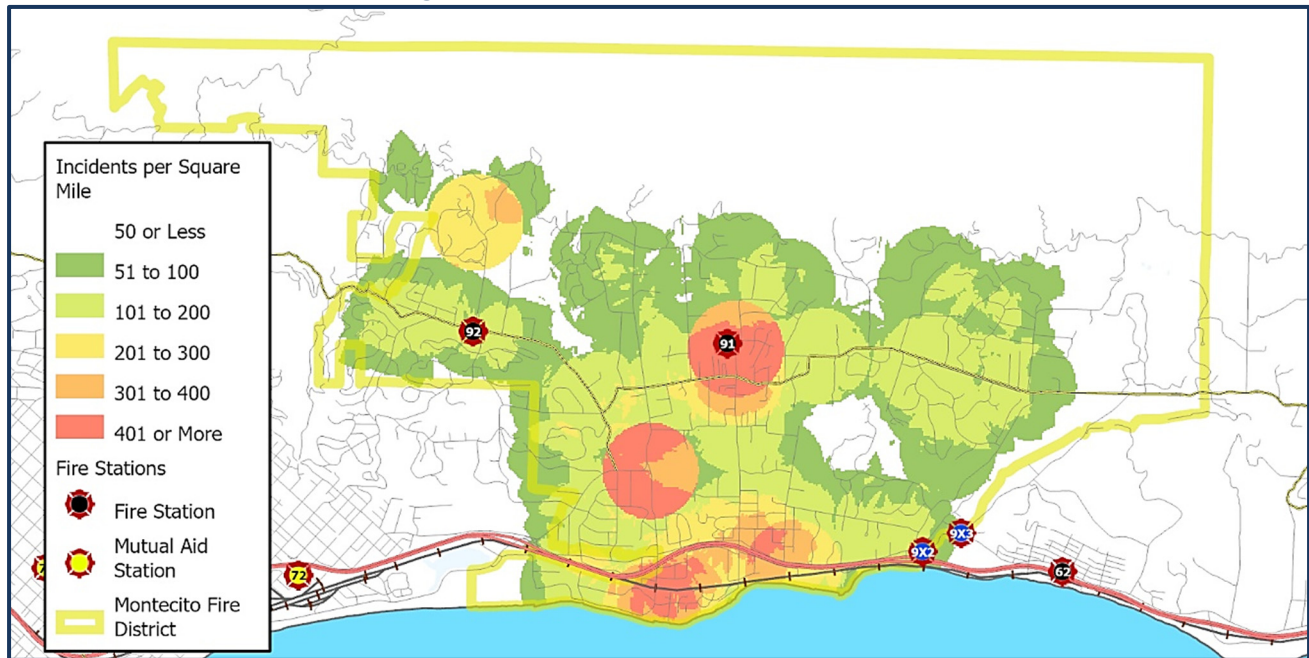 Incidents per Square
Mile
50 or Less
51 to 100
101 to 200
201 to 300
301 to 400
401 or More
Fire Stations
Fire Station
Mutual Aid
Station
Montecito Fire
District
92
91
9X3
9X2
62
72